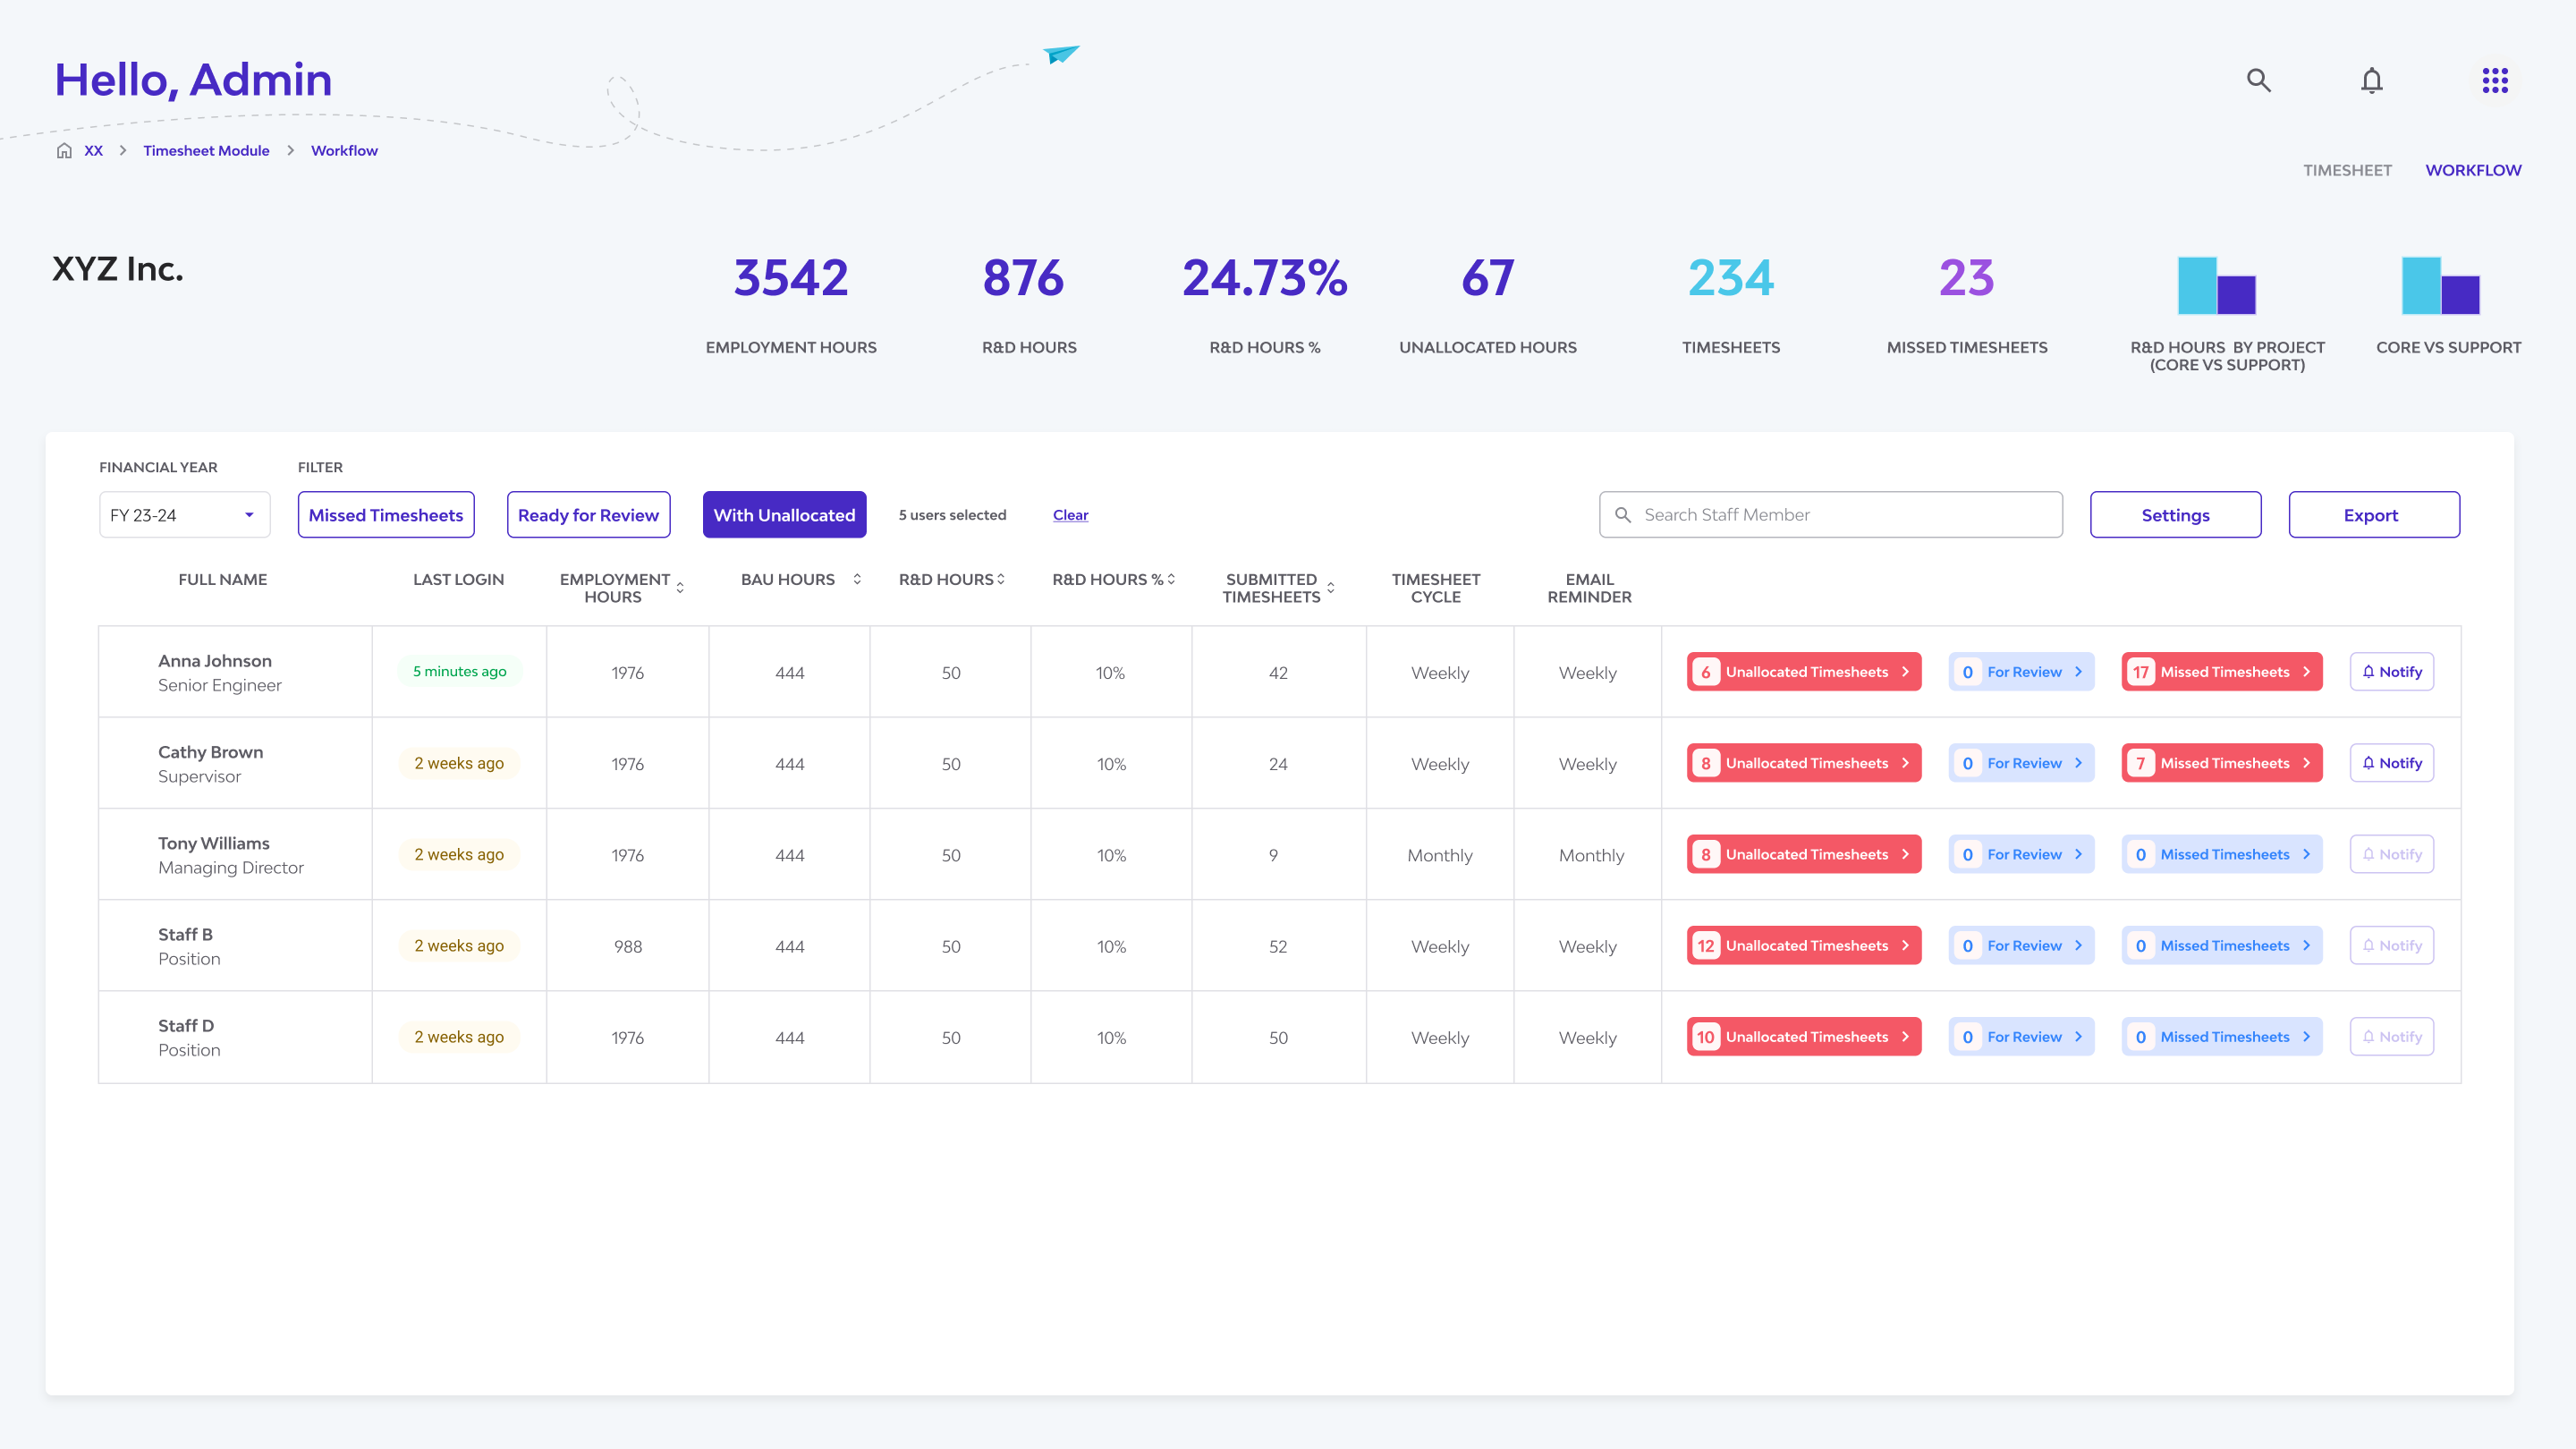 Hello, Admin
XX > Timesheet Module > Workflow
TIMESHEET WORKFLOW
XYZ Inc.
3542 876 24.73% 67 234 23
EMPLOYMENT HOURS R&D HOURS R&D HOURS % UNALLOCATED HOURS TIMESHEETS MISSED TIMESHEETS R&D HOURS BY PROJECT CORE VS SUPPORT
(CORE VS SUPPORT)
FINANCIAL YEAR FILTER
FY 23-24 Missed Timesheets Ready for Review With Unallocated 5 users selected Clear Search Staff Member Settings Export
FULL NAME LAST LOGIN EMPLOYMENT BAU HOURS R&D HOURS R&D HOURS % SUBMITTED TIMESHEET EMAIL
HOURS TIMESHEETS CYCLE REMINDER
Anna Johnson
Senior Engineer
5 minutes ago 1976 444 50 10% 42 Weekly Weekly 6 Unallocated Timesheets 0 For Review 17 Missed Timesheets Notify
Cathy Brown
Supervisor
2 weeks ago 1976 444 50 10% 24 Weekly Weekly 8 Unallocated Timesheets 0 For Review 7 Missed Timesheets Notify
Tony Williams
Managing Director
2 weeks ago 1976 444 50 10% 9 Monthly Monthly 8 Unallocated Timesheets 0 For Review 0 Missed Timesheets Notify
Staff B
Position
2 weeks ago 988 444 50 10% 52 Weekly Weekly 12 Unallocated Timesheets 0 For Review 0 Missed Timesheets Notify
Staff D
Position
2 weeks ago 1976 444 50 10% 50 Weekly Weekly 10 Unallocated Timesheets 0 For Review 0 Missed Timesheets Notify